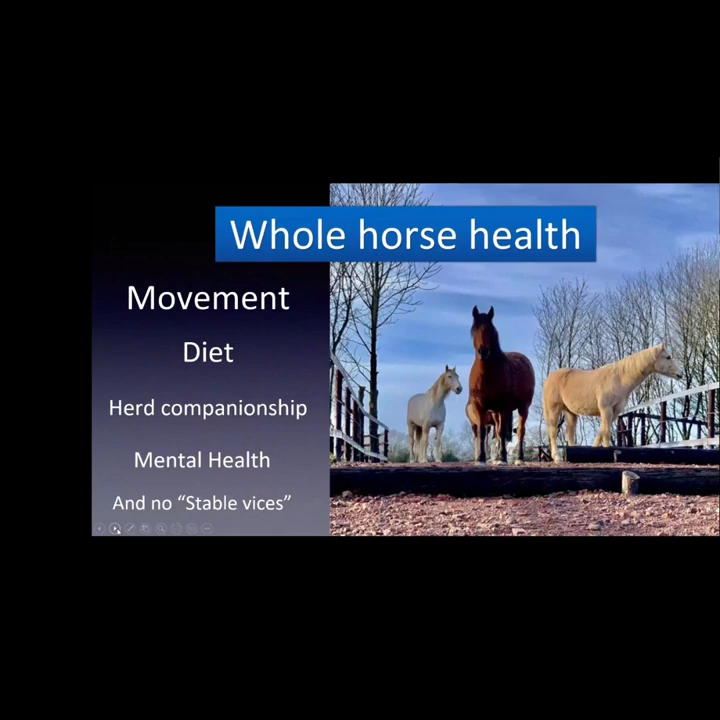 Whole horse health
Movement
Diet
Herd companionship
Mental Health
And no “Stable vices”